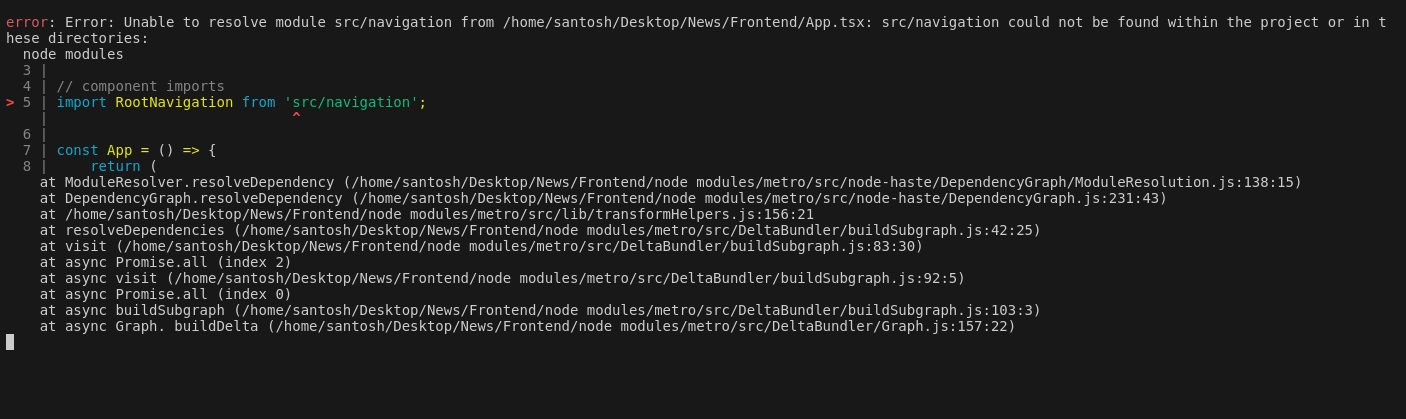 error: Error: Unable to resolve module src/navigation from /home/santosh/Desktop/News/Frontend/App.tsx: src/navigation could not be found within the project or in t
hese directories:
  node modules
  3 |
  4 | // component imports
> 5 | import RootNavigation from 'src/navigation';
    |                             ^
  6 |
  7 | const App = () => {
  8 |     return (
    at ModuleResolver.resolveDependency (/home/santosh/Desktop/News/Frontend/node modules/metro/src/node-haste/DependencyGraph/ModuleResolution.js:138:15)
    at DependencyGraph.resolveDependency (/home/santosh/Desktop/News/Frontend/node modules/metro/src/node-haste/DependencyGraph.js:231:43)
    at /home/santosh/Desktop/News/Frontend/node modules/metro/src/lib/transformHelpers.js:156:21
    at resolveDependencies (/home/santosh/Desktop/News/Frontend/node modules/metro/src/DeltaBundler/buildSubgraph.js:42:25)
    at visit (/home/santosh/Desktop/News/Frontend/node modules/metro/src/DeltaBundler/buildSubgraph.js:83:30)
    at async Promise.all (index 2)
    at async visit (/home/santosh/Desktop/News/Frontend/node modules/metro/src/DeltaBundler/buildSubgraph.js:92:5)
    at async Promise.all (index 0)
    at async buildSubgraph (/home/santosh/Desktop/News/Frontend/node modules/metro/src/DeltaBundler/buildSubgraph.js:103:3)
    at async Graph. buildDelta (/home/santosh/Desktop/News/Frontend/node modules/metro/src/DeltaBundler/Graph.js:157:22)